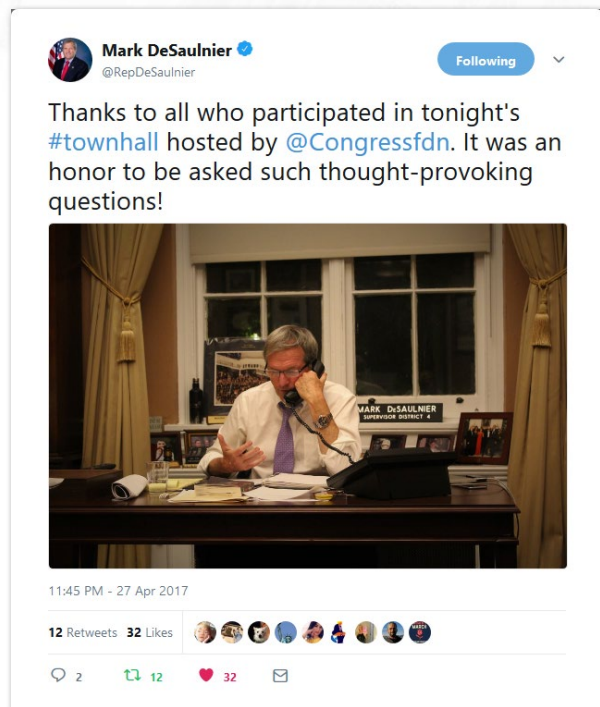 Mark DeSaulnier
@RepDeSaulnier
Following
Thanks to all who participated in tonight's
#townhall hosted by @Congressfdn. It was an
honor to be asked such thought-provoking
questions!
MARK DeSAULNIER
SUPERVISOR DISTRICT 4
11:45 PM - 27 Apr 2017
12 Retweets 32 Likes
2 12 32